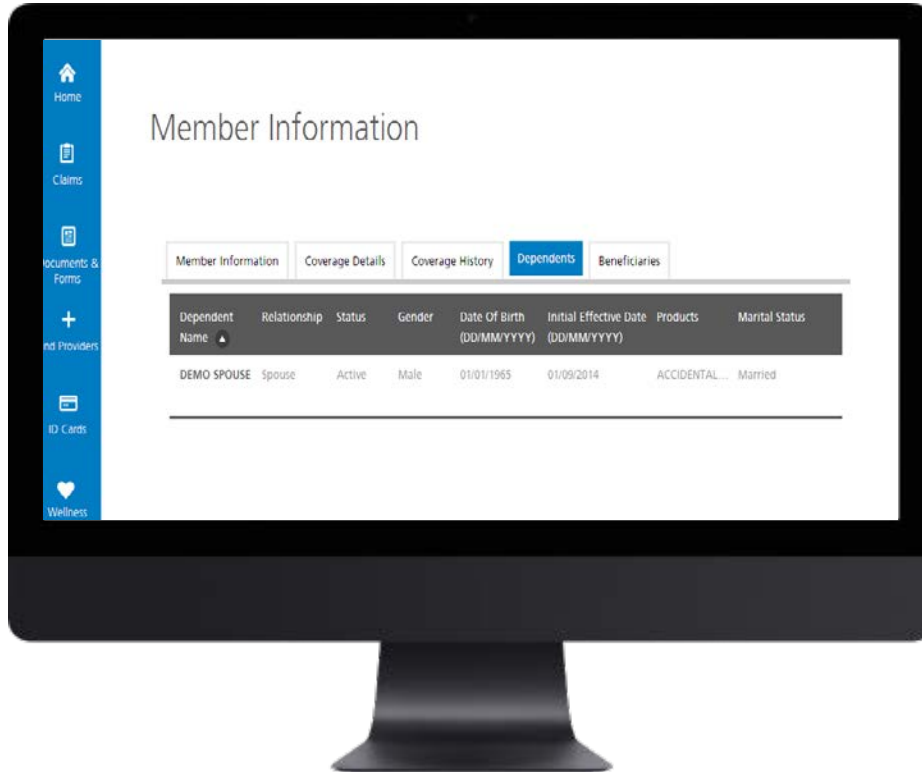 Home
Claims
ocuments &
Forms
nd Providers
ID Cards
Wellness
Member Information
Member Information Coverage Details Coverage History Dependents Beneficiaries
Dependent Relationship Status Gender Date Of Birth Initial Effective Date Products Marital Status
Name (DD/MM/YYYY) (DD/MM/YYYY)
DEMO SPOUSE Spouse Active Male 01/01/1965 01/09/2014 ACCIDENTAL... Married